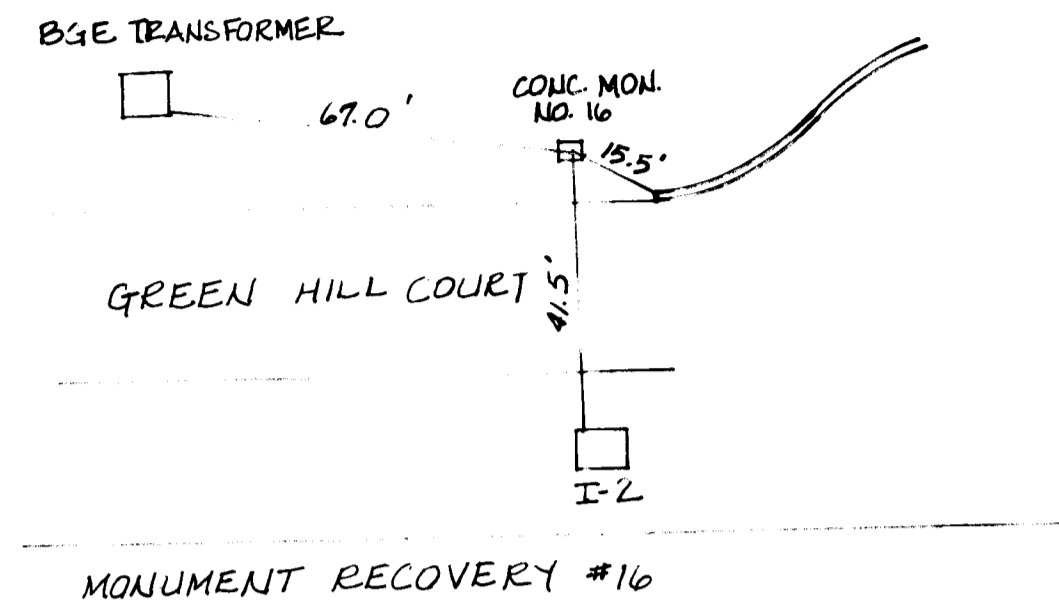 BGE TRANSFORMER
67.0'
CONC. MON.
NO. 16
15.5'
GREEN HILL COURT
41.5'
I-2
MONUMENT RECOVERY #16